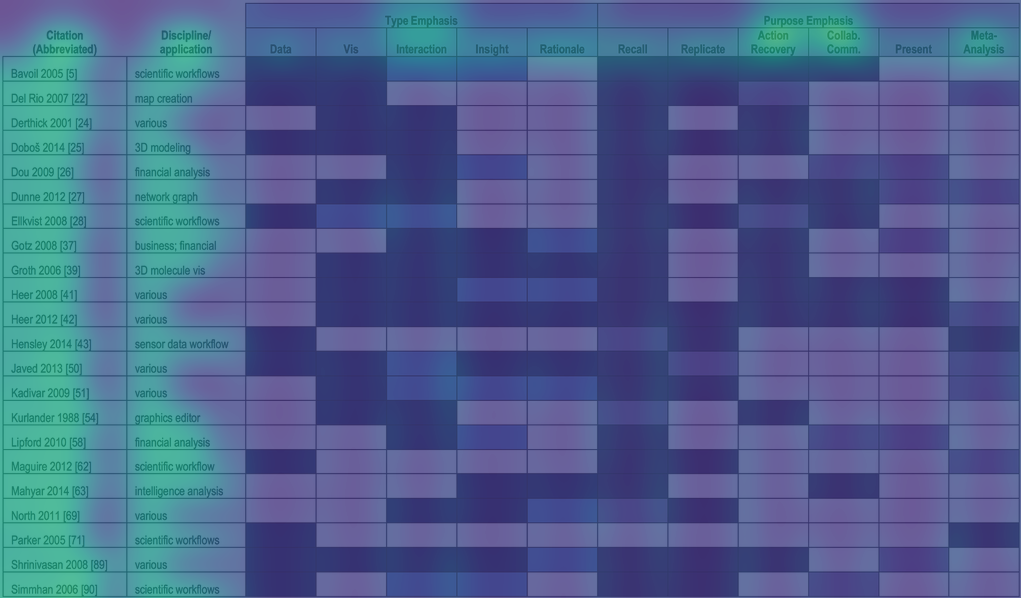 Type Emphasis Purpose Emphasis
Citation (Abbreviated) Discipline/ application Data Vis Interaction Insight Rationale Recall Replicate Action Recovery Collab. Comm. Present Meta- Analysis
Bavoil 2005 [5] scientific workflows
Del Rio 2007 [22] map creation
Derthick 2001 [24] various
Doboš 2014 [25] 3D modeling
Dou 2009 [26] financial analysis
Dunne 2012 [27] network graph
Ellkvist 2008 [28] scientific workflows
Gotz 2008 [37] business; financial
Groth 2006 [39] 3D molecule vis
Heer 2008 [41] various
Heer 2012 [42] various
Hensley 2014 [43] sensor data workflow
Javed 2013 [50] various
Kadivar 2009 [51] various
Kurlander 1988 [54] graphics editor
Lipford 2010 [58] financial analysis
Maguire 2012 [62] scientific workflow
Mahyar 2014 [63] intelligence analysis
North 2011 [69] various
Parker 2005 [71] scientific workflows
Shrinivasan 2008 [89] various
Simmhan 2006 [90] scientific workflows